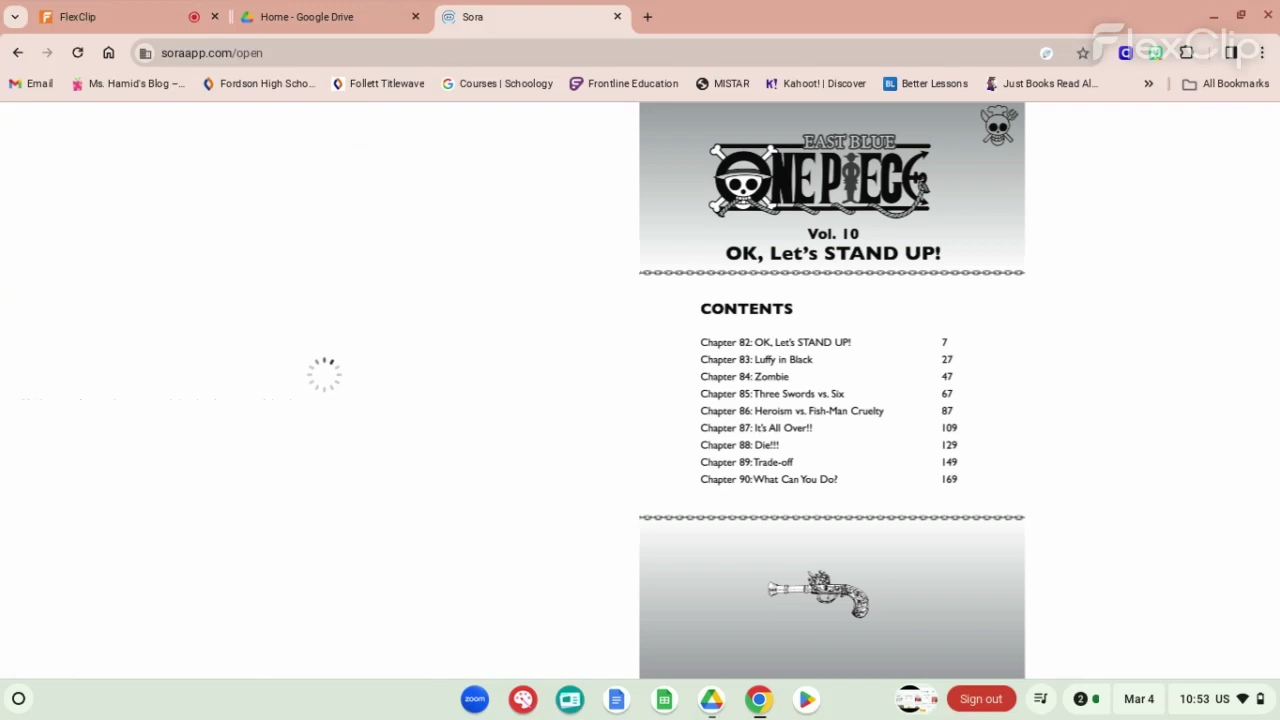 FlexClip
Home - Google Drive
Sora
soraapp.com/open
FlexClip
Email
Ms. Hamid's Blog –...
Fordson High Scho...
Follett Titlewave
Courses | Schoology
Frontline Education
MISTAR
Kahoot! | Discover
BL
Better Lessons
Just Books Read Al...
»
All Bookmarks
EAST BLUE
ONE PIECE
Vol. 10
OK, Let's STAND UP!
CONTENTS
Chapter 82: OK, Let's STAND UP! 7
Chapter 83: Luffy in Black 27
Chapter 84: Zombie 47
Chapter 85: Three Swords vs. Six 67
Chapter 86: Heroism vs. Fish-Man Cruelty 87
Chapter 87: It's All Over!! 109
Chapter 88: Die!!! 129
Chapter 89: Trade-off 149
Chapter 90: What Can You Do? 169
zoom
Sign out
2
Mar 4
10:53 US